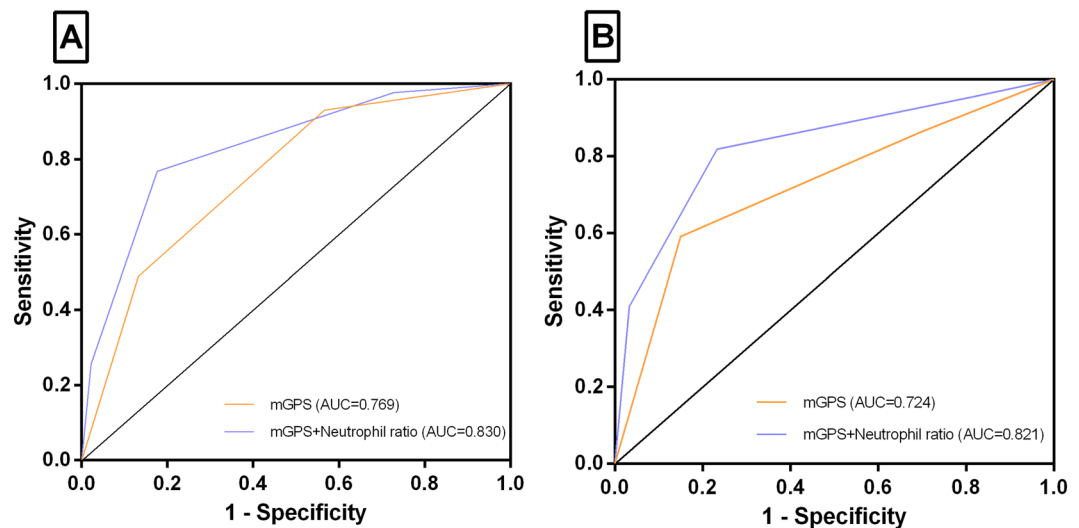 A
1.0
0.8
0.6
0.4
0.2
0.0
Sensitivity
mGPS (AUC=0.769)
mGPS+Neutrophil ratio (AUC=0.830)
0.0 0.2 0.4 0.6 0.8 1.0
1 - Specificity
B
1.0
0.8
0.6
0.4
0.2
0.0
Sensitivity
mGPS (AUC=0.724)
mGPS+Neutrophil ratio (AUC=0.821)
0.0 0.2 0.4 0.6 0.8 1.0
1 - Specificity